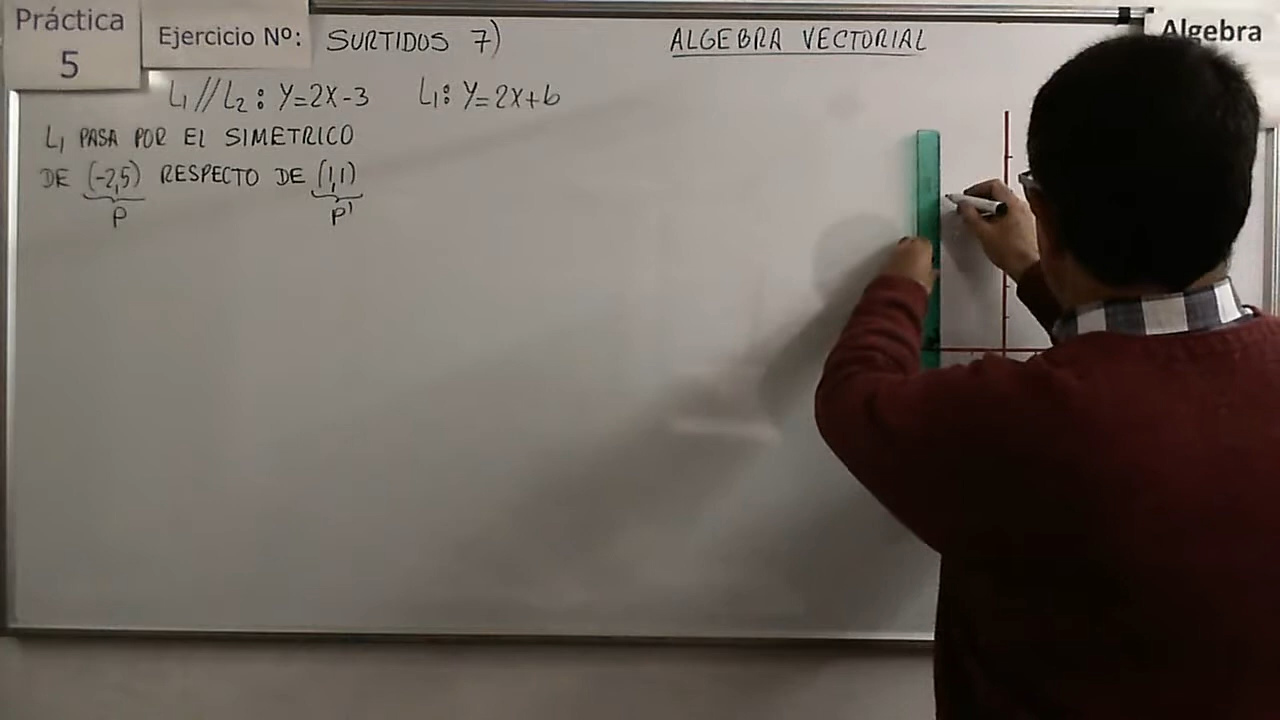 Práctica
5
Ejercicio Nº:
SURTIDOS 7)
ALGEBRA VECTORIAL
Algebra
L₁ // L₂ : Y=2X-3 L₁: Y=2X+b
L₁ PASA POR EL SIMETRICO
DE (-2,5) RESPECTO DE (1,1)
P P'